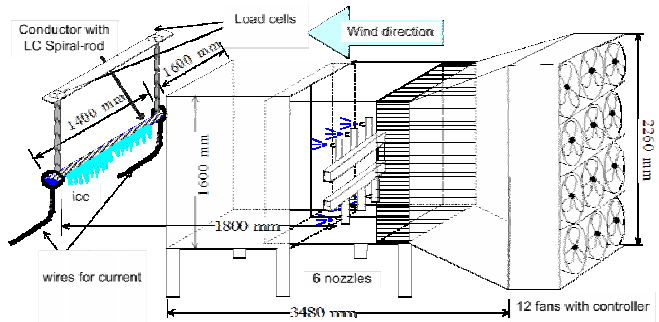 Load cells
Conductor with
LC Spiral-rod
Wind direction
1600 mm
1400 mm
1600 mm
2260 mm
ice
1800 mm
wires for current
6 nozzles
12 fans with controller
3480 mm